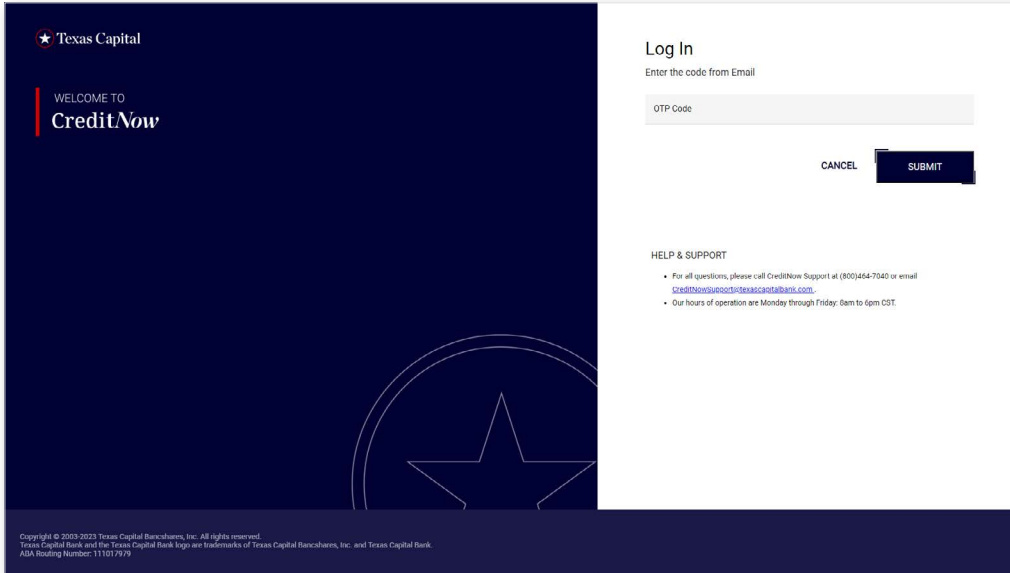 Texas Capital
WELCOME TO
CreditNow
Log In
Enter the code from Email
OTP Code
CANCEL
SUBMIT
HELP & SUPPORT
For all questions, please call CreditNow Support at (800)464-7040 or email
CreditNowSupport@texascapitalbank.com .
Our hours of operation are Monday through Friday: 8am to 6pm CST.
Copyright © 2003-2023 Texas Capital Bancshares, Inc. All rights reserved.
Texas Capital Bank and the Texas Capital Bank logo are trademarks of Texas Capital Bancshares, Inc. and Texas Capital Bank.
ABA Routing Number: 111017979